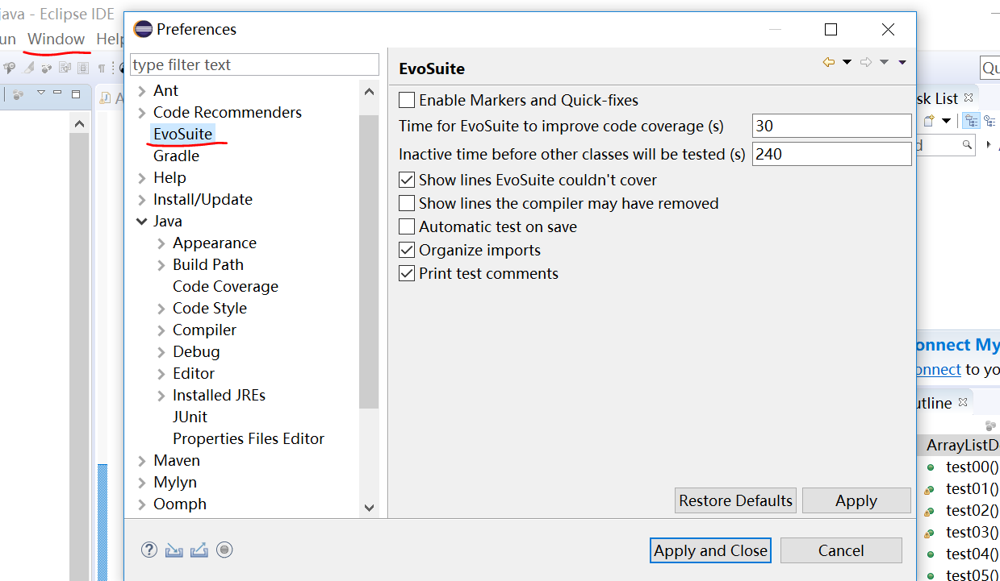 java - Eclipse IDE
un Window Help
Preferences
type filter text
Ant
Code Recommenders
EvoSuite
Gradle
Help
Install/Update
Java
Appearance
Build Path
Code Coverage
Code Style
Compiler
Debug
Editor
Installed JREs
JUnit
Properties Files Editor
Maven
Mylyn
Oomph
EvoSuite
Enable Markers and Quick-fixes
Time for EvoSuite to improve code coverage (s) 30
Inactive time before other classes will be tested (s) 240
Show lines EvoSuite couldn't cover
Show lines the compiler may have removed
Automatic test on save
Organize imports
Print test comments
Restore Defaults Apply
Apply and Close Cancel
Qu
sk List
onnect My
onnect to yo
utline
ArrayListD
test00()
test01()
test02()
test03()
test04()
test05()